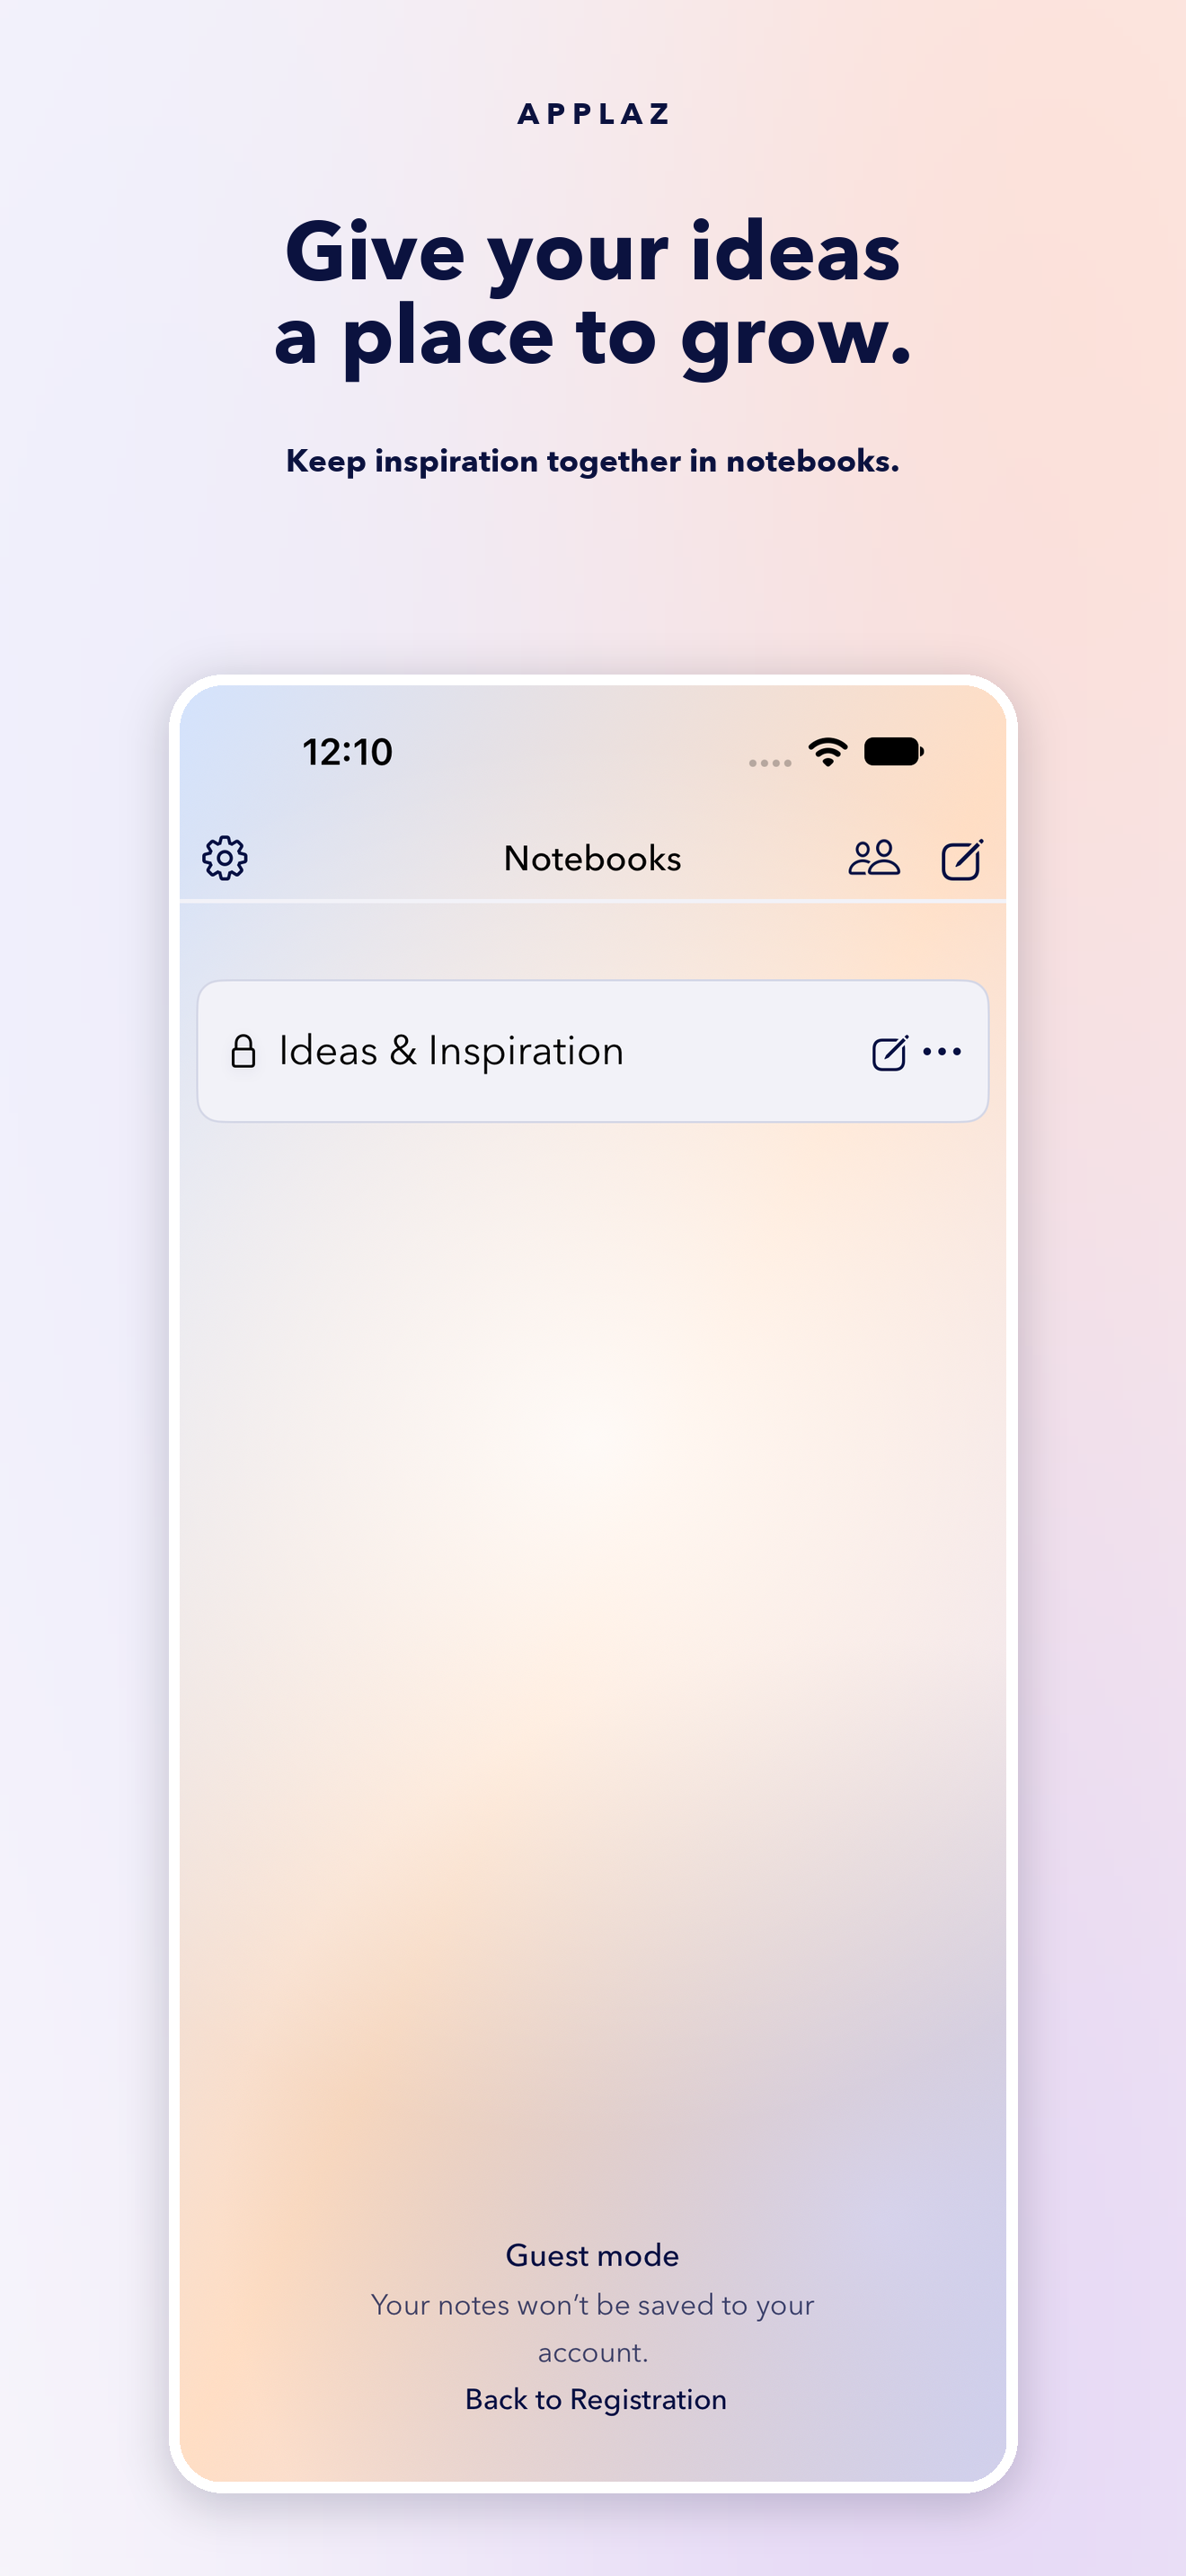 APPLAZ
Give your ideas
a place to grow.
Keep inspiration together in notebooks.
12:10
Notebooks
Ideas & Inspiration
Guest mode
Your notes won’t be saved to your
account.
Back to Registration